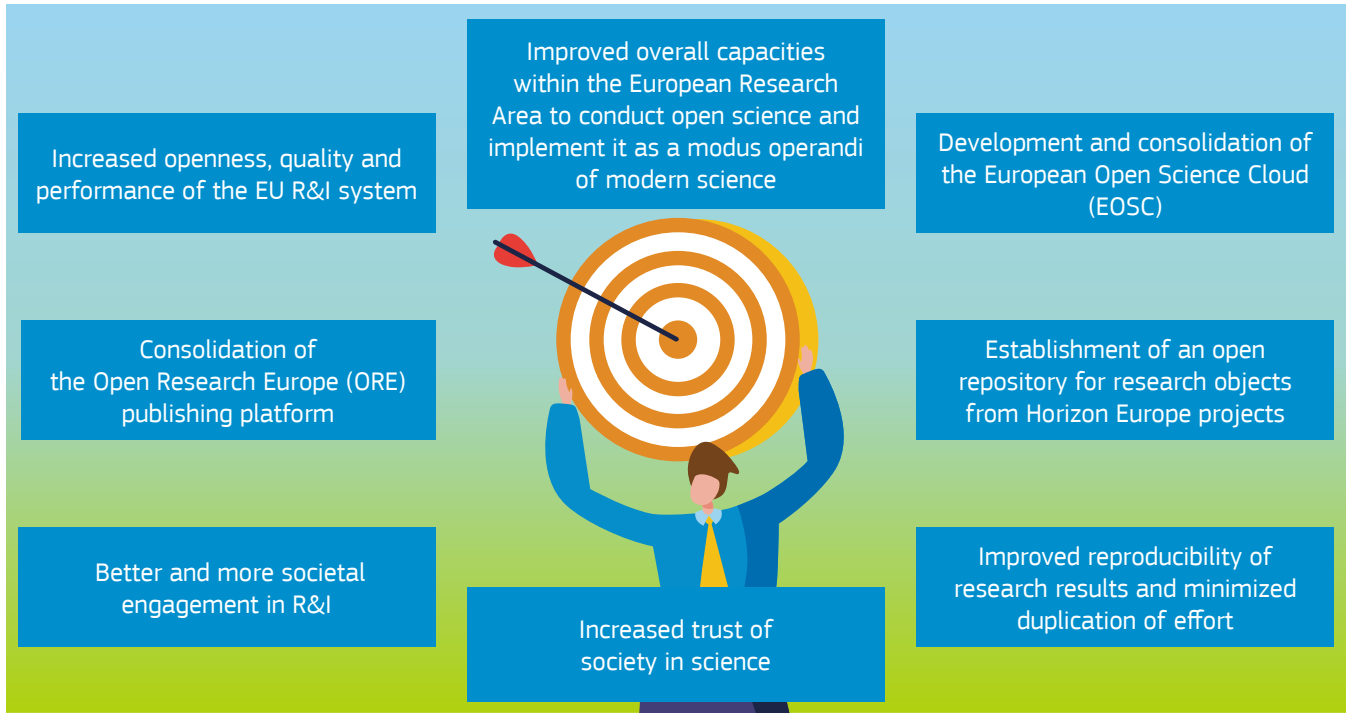 Improved overall capacities
within the European Research
Area to conduct open science and
implement it as a modus operandi
of modern science
Increased openness, quality and
performance of the EU R&I system
Development and consolidation of
the European Open Science Cloud
(EOSC)
Consolidation of
the Open Research Europe (ORE)
publishing platform
Establishment of an open
repository for research objects
from Horizon Europe projects
Better and more societal
engagement in R&I
Improved reproducibility of
research results and minimized
duplication of effort
Increased trust of
society in science